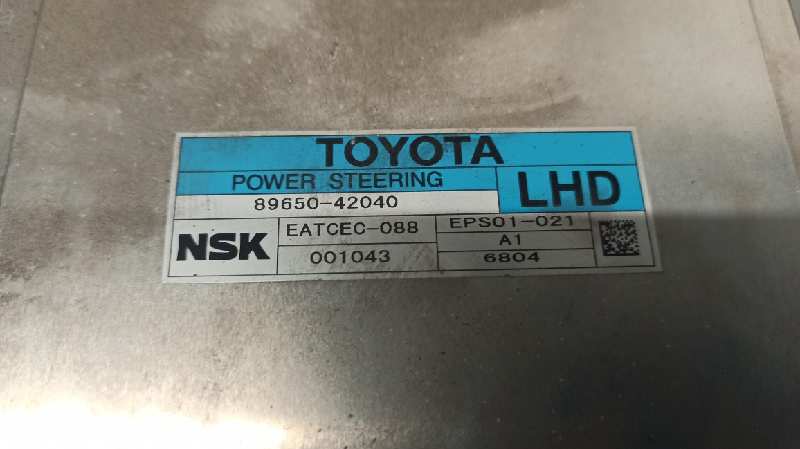 TOYOTA
POWER STEERING
LHD
89650-42040
NSK
EATCEC-088
EPS01-021
001043
A1
6804